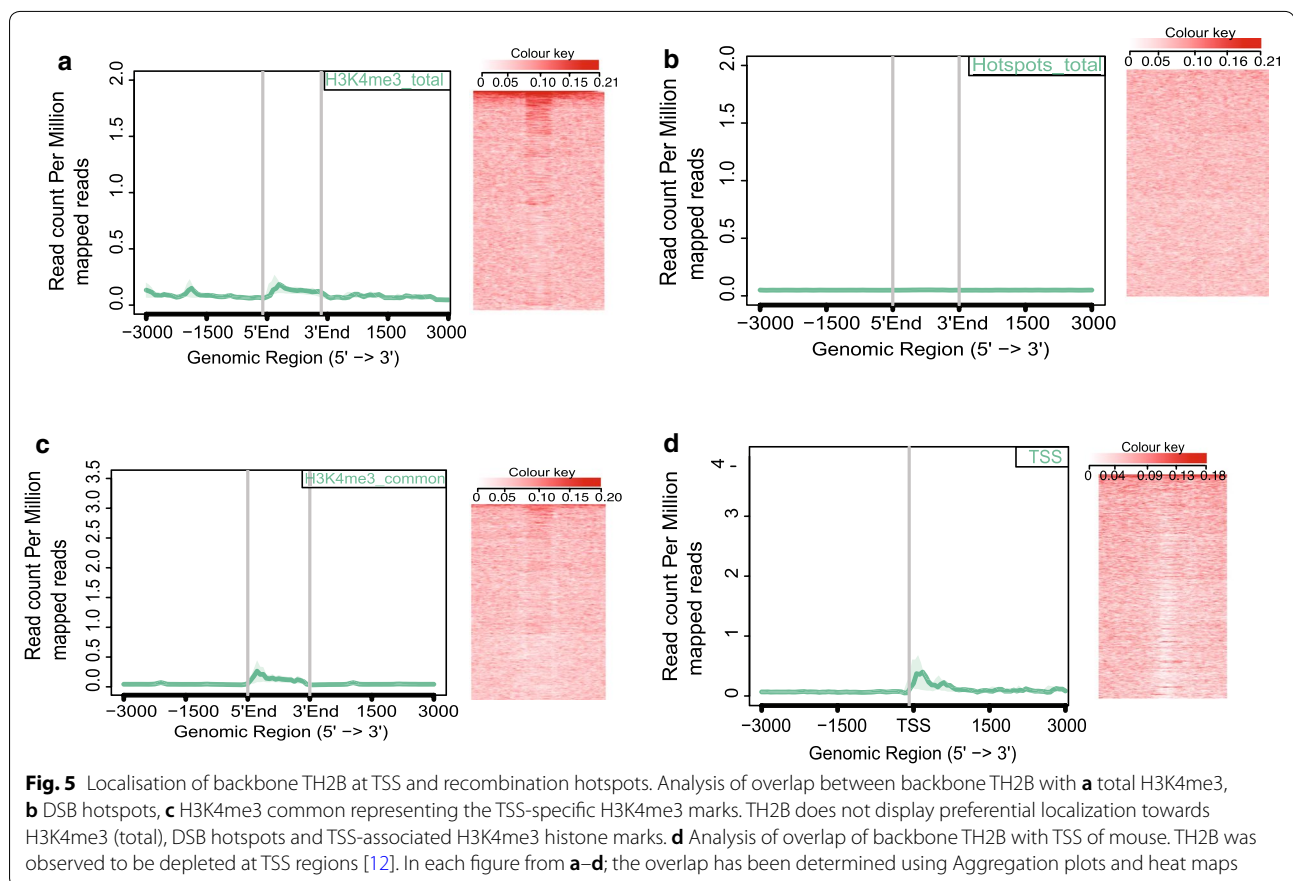 a
H3K4me3_total
Read count Per Million
mapped reads
2.0
1.5
1.0
0.5
0.0
−3000 −1500 5'End 3'End 1500 3000
Genomic Region (5' −> 3')
Colour key
0 0.05 0.10 0.15 0.21
b
Hotspots_total
Read count Per Million
mapped reads
2.0
1.5
1.0
0.5
0.0
−3000 −1500 5'End 3'End 1500 3000
Genomic Region (5' −> 3')
Colour key
0 0.05 0.10 0.16 0.21
c
H3K4me3_common
Read count Per Million
mapped reads
3.5
3.0
2.5
2.0
1.5
1.0
0.5
0.0
−3000 −1500 5'End 3'End 1500 3000
Genomic Region (5' −> 3')
Colour key
0 0.05 0.10 0.20
d
TSS
Read count Per Million
mapped reads
4
3
2
1
0
−3000 −1500 TSS 1500 3000
Genomic Region (5' −> 3')
Colour key
0 0.04 0.09 0.13 0.18
Fig. 5 Localisation of backbone TH2B at TSS and recombination hotspots. Analysis of overlap between backbone TH2B with a total H3K4me3,
b DSB hotspots, c H3K4me3 common representing the TSS-specific H3K4me3 marks. TH2B does not display preferential localization towards
H3K4me3 (total), DSB hotspots and TSS-associated H3K4me3 histone marks. d Analysis of overlap of backbone TH2B with TSS of mouse. TH2B was
observed to be depleted at TSS regions [12]. In each figure from a–d; the overlap has been determined using Aggregation plots and heat maps